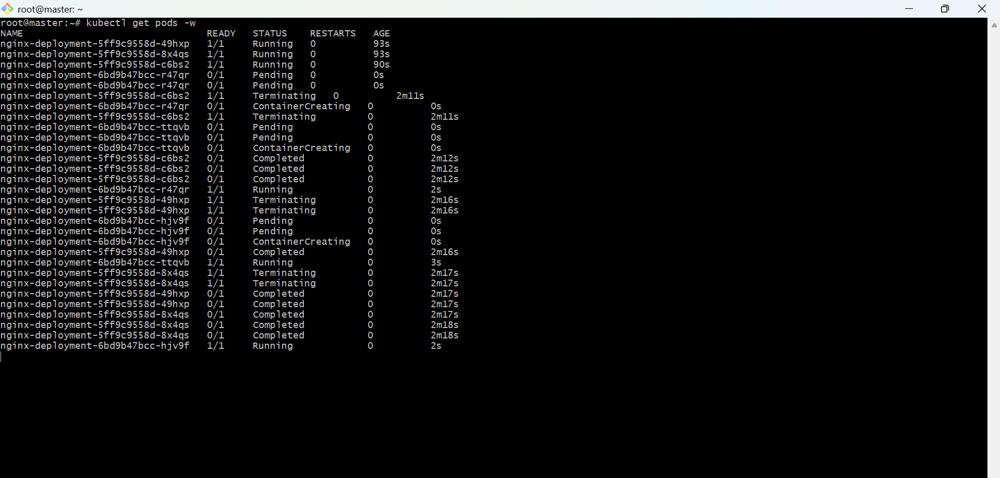 root@master: ~
root@master:~# kubectl get pods -w
NAME                                 READY   STATUS    RESTARTS   AGE
nginx-deployment-5ff9c9558d-49hxp   1/1     Running   0          93s
nginx-deployment-5ff9c9558d-8x4qs   1/1     Running   0          93s
nginx-deployment-5ff9c9558d-c6bs2   1/1     Running   0          90s
nginx-deployment-6bd9b47bcc-r47qr   0/1     Pending   0          0s
nginx-deployment-6bd9b47bcc-r47qr   0/1     Pending   0          0s
nginx-deployment-5ff9c9558d-c6bs2   1/1     Terminating   0          2m11s
nginx-deployment-6bd9b47bcc-r47qr   0/1     ContainerCreating   0          0s
nginx-deployment-5ff9c9558d-c6bs2   1/1     Terminating         0          2m11s
nginx-deployment-6bd9b47bcc-ttqvb   0/1     Pending             0          0s
nginx-deployment-6bd9b47bcc-ttqvb   0/1     Pending             0          0s
nginx-deployment-6bd9b47bcc-ttqvb   0/1     ContainerCreating   0          0s
nginx-deployment-5ff9c9558d-c6bs2   0/1     Completed           0          2m12s
nginx-deployment-5ff9c9558d-c6bs2   0/1     Completed           0          2m12s
nginx-deployment-5ff9c9558d-c6bs2   0/1     Completed           0          2m12s
nginx-deployment-6bd9b47bcc-r47qr   1/1     Running             0          2s
nginx-deployment-5ff9c9558d-49hxp   1/1     Terminating         0          2m16s
nginx-deployment-5ff9c9558d-49hxp   1/1     Terminating         0          2m16s
nginx-deployment-6bd9b47bcc-hjv9f   0/1     Pending             0          0s
nginx-deployment-6bd9b47bcc-hjv9f   0/1     Pending             0          0s
nginx-deployment-6bd9b47bcc-hjv9f   0/1     ContainerCreating   0          0s
nginx-deployment-5ff9c9558d-49hxp   0/1     Completed           0          2m16s
nginx-deployment-6bd9b47bcc-ttqvb   1/1     Running             0          3s
nginx-deployment-5ff9c9558d-8x4qs   1/1     Terminating         0          2m17s
nginx-deployment-5ff9c9558d-8x4qs   1/1     Terminating         0          2m17s
nginx-deployment-5ff9c9558d-49hxp   0/1     Completed           0          2m17s
nginx-deployment-5ff9c9558d-49hxp   0/1     Completed           0          2m17s
nginx-deployment-5ff9c9558d-8x4qs   0/1     Completed           0          2m17s
nginx-deployment-5ff9c9558d-8x4qs   0/1     Completed           0          2m18s
nginx-deployment-5ff9c9558d-8x4qs   0/1     Completed           0          2m18s
nginx-deployment-6bd9b47bcc-hjv9f   1/1     Running             0          2s